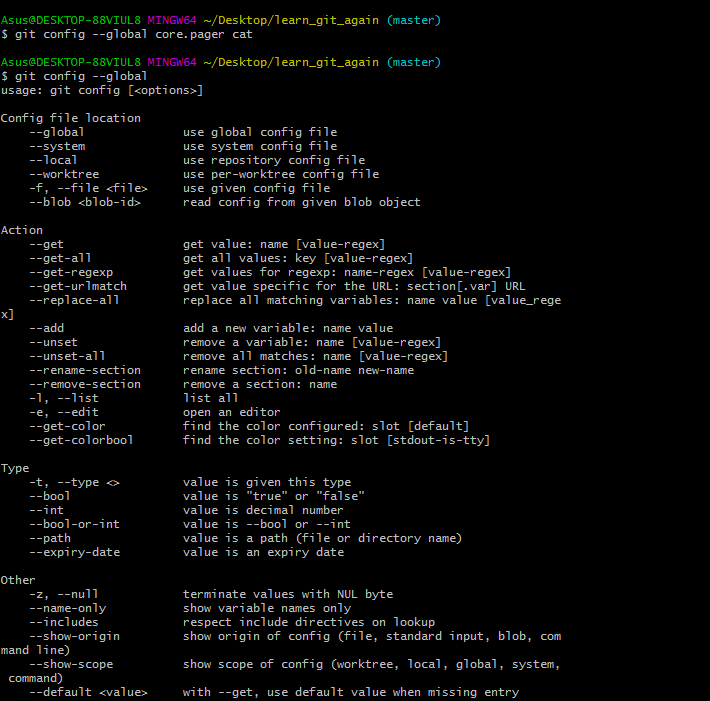 Asus@DESKTOP-88VIUL8 MINGW64 ~/Desktop/learn_git_again (master)
$ git config --global core.pager cat

Asus@DESKTOP-88VIUL8 MINGW64 ~/Desktop/learn_git_again (master)
$ git config --global
usage: git config [<options>]

Config file location
    --global              use global config file
    --system              use system config file
    --local               use repository config file
    --worktree            use per-worktree config file
    -f, --file <file>     use given config file
    --blob <blob-id>      read config from given blob object

Action
    --get                 get value: name [value-regex]
    --get-all             get all values: key [value-regex]
    --get-regexp          get values for regexp: name-regex [value-regex]
    --get-urlmatch        get value specific for the URL: section[.var] URL
    --replace-all         replace all matching variables: name value [value_rege
x]
    --add                 add a new variable: name value
    --unset               remove a variable: name [value-regex]
    --unset-all           remove all matches: name [value-regex]
    --rename-section      rename section: old-name new-name
    --remove-section      remove a section: name
    -l, --list            list all
    -e, --edit            open an editor
    --get-color           find the color configured: slot [default]
    --get-colorbool       find the color setting: slot [stdout-is-tty]

Type
    -t, --type <>         value is given this type
    --bool                value is "true" or "false"
    --int                 value is decimal number
    --bool-or-int         value is --bool or --int
    --path                value is a path (file or directory name)
    --expiry-date         value is an expiry date

Other
    -z, --null            terminate values with NUL byte
    --name-only           show variable names only
    --includes            respect include directives on lookup
    --show-origin         show origin of config (file, standard input, blob, com
mand line)
    --show-scope          show scope of config (worktree, local, global, system,
 command)
    --default <value>     with --get, use default value when missing entry